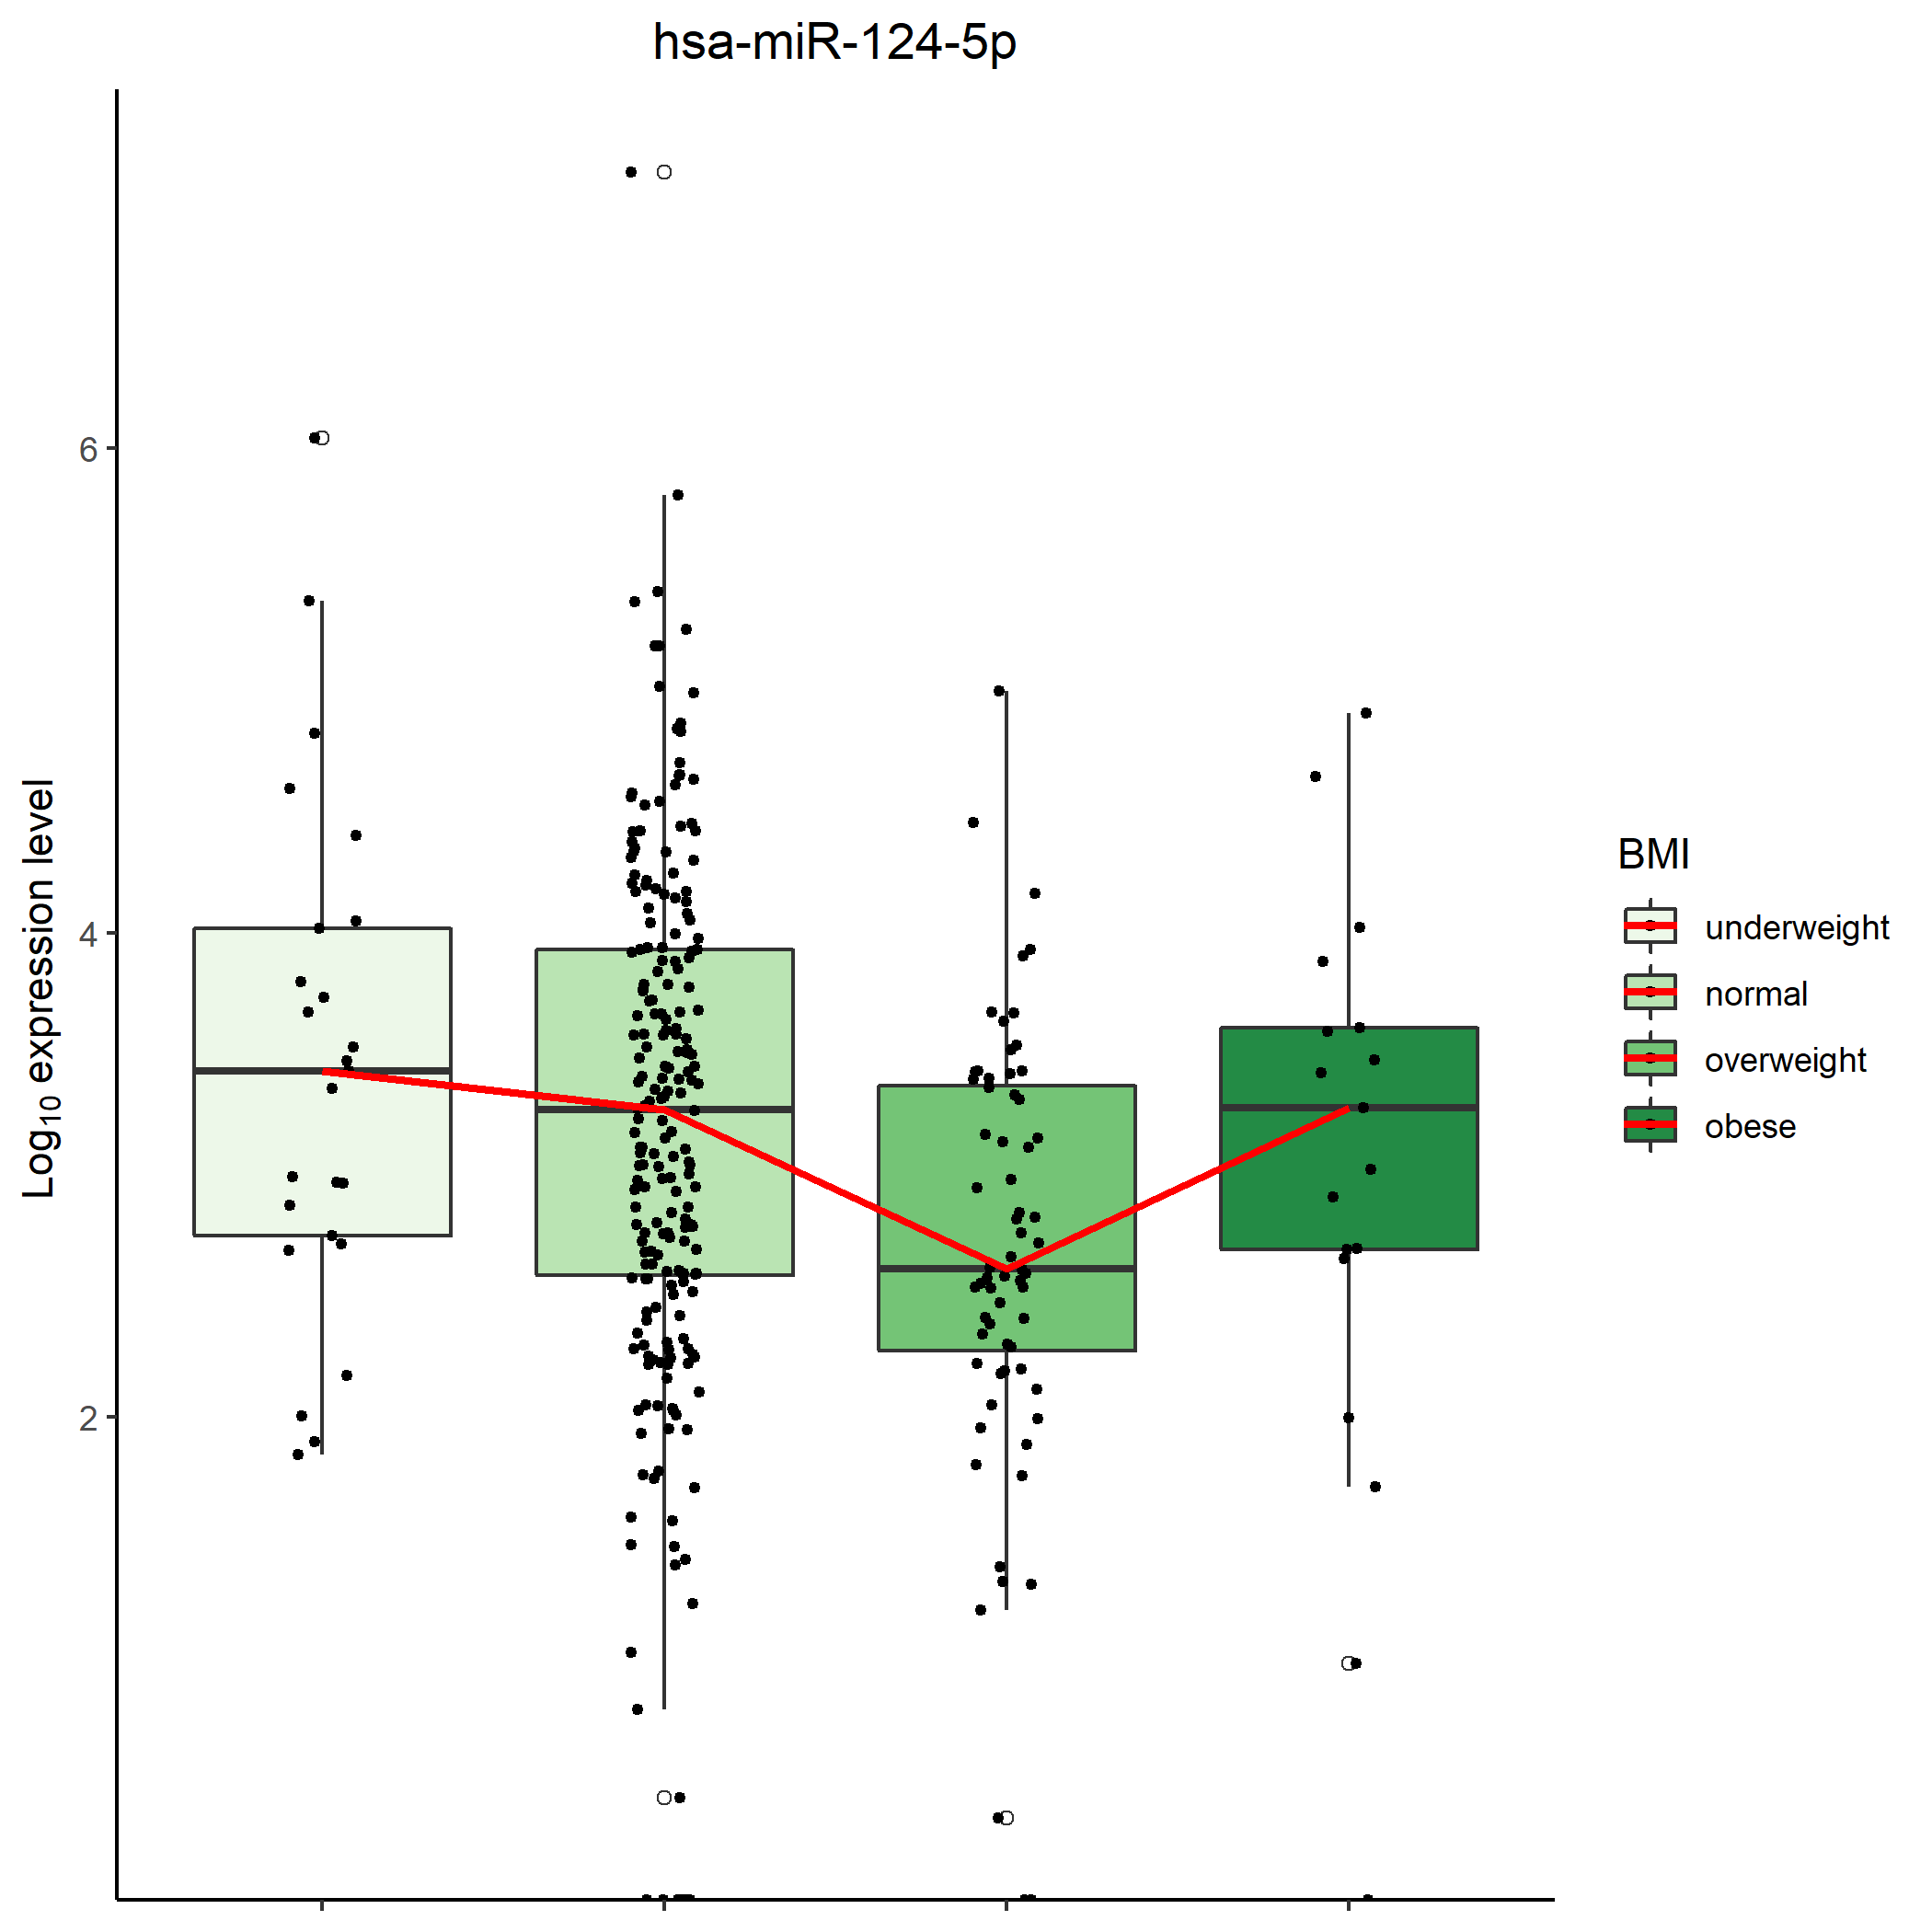 hsa-miR-124-5p
Log₁₀ expression level
6
4
2
BMI
underweight
normal
overweight
obese